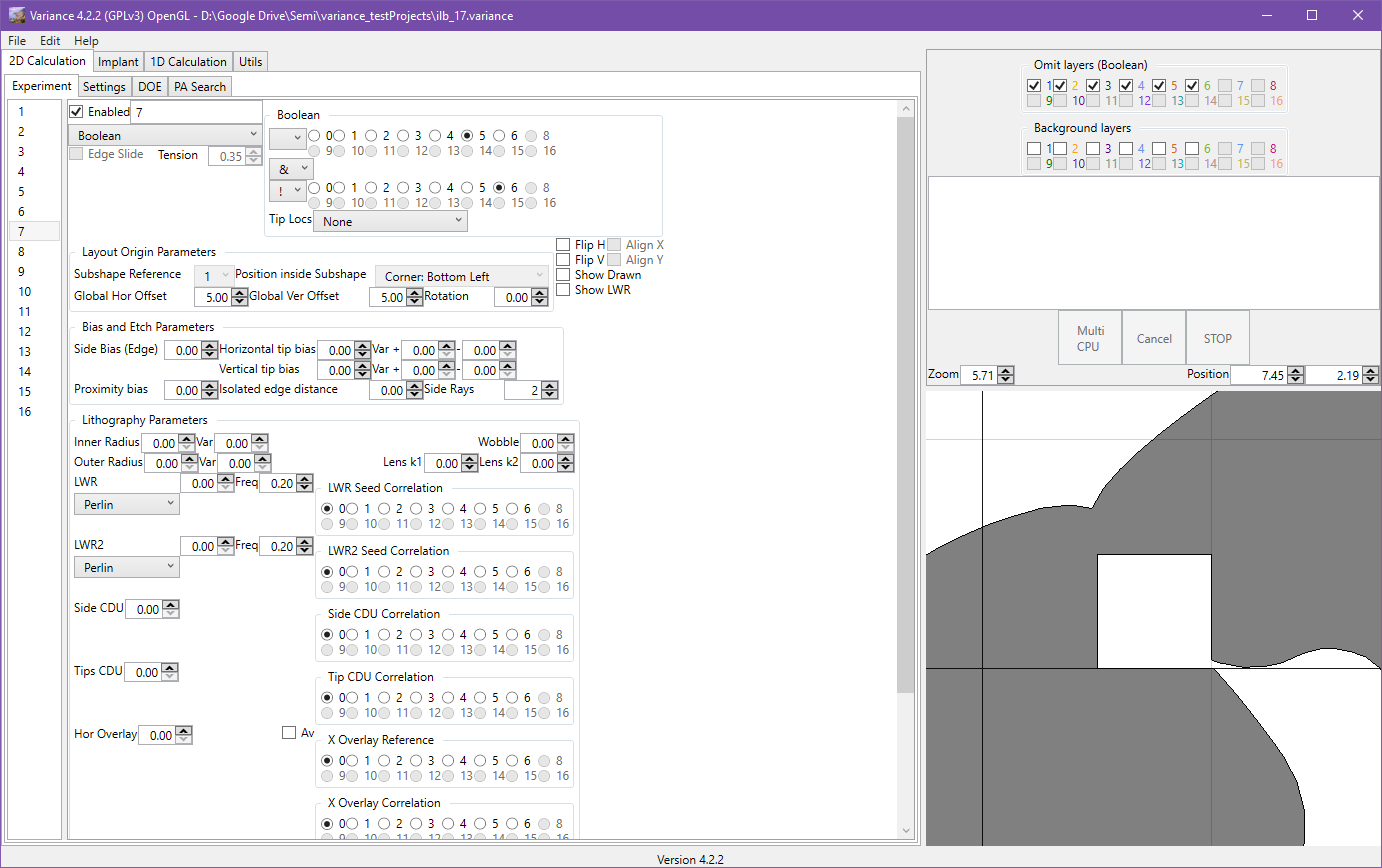 Variance 4.2.2 (GPLv3) OpenGL - D:\Google Drive\Semi\variance_testProjects\ilb_17.variance
File Edit Help
2D Calculation Implant 1D Calculation Utils
Experiment Settings DOE PA Search
1
2
3
4
5
6
7
8
9
10
11
12
13
14
15
16
Enabled 7
Boolean
Edge Slide Tension 0.35
Boolean
0 1 2 3 4 5 6 8
9 10 11 12 13 14 15 16
&
! 0 1 2 3 4 5 6 8
9 10 11 12 13 14 15 16
Tip Locs None
Layout Origin Parameters
Subshape Reference 1 Position inside Subshape Corner: Bottom Left
Global Hor Offset 5.00 Global Ver Offset 5.00 Rotation 0.00
Flip H Align X
Flip V Align Y
Show Drawn
Show LWR
Bias and Etch Parameters
Side Bias (Edge) 0.00 Horizontal tip bias 0.00 Var + 0.00 - 0.00
Vertical tip bias 0.00 Var + 0.00 - 0.00
Proximity bias 0.00 Isolated edge distance 0.00 Side Rays 2
Lithography Parameters
Inner Radius 0.00 Var 0.00 Wobble 0.00
Outer Radius 0.00 Var 0.00 Lens k1 0.00 Lens k2 0.00
LWR 0.00 Freq 0.20
Perlin
LWR Seed Correlation
0 1 2 3 4 5 6 8
9 10 11 12 13 14 15 16
LWR2 0.00 Freq 0.20
Perlin
LWR2 Seed Correlation
0 1 2 3 4 5 6 8
9 10 11 12 13 14 15 16
Side CDU 0.00
Side CDU Correlation
0 1 2 3 4 5 6 8
9 10 11 12 13 14 15 16
Tips CDU 0.00
Tip CDU Correlation
0 1 2 3 4 5 6 8
9 10 11 12 13 14 15 16
Hor Overlay 0.00 Av
X Overlay Reference
0 1 2 3 4 5 6 8
9 10 11 12 13 14 15 16
X Overlay Correlation
0 1 2 3 4 5 6 8
9 10 11 12 13 14 15 16
Omit layers (Boolean)
1 2 3 4 5 6 7 8
9 10 11 12 13 14 15 16
Background layers
1 2 3 4 5 6 7 8
9 10 11 12 13 14 15 16
Multi CPU
Cancel STOP
Zoom 5.71 Position 7.45 2.19
Version 4.2.2